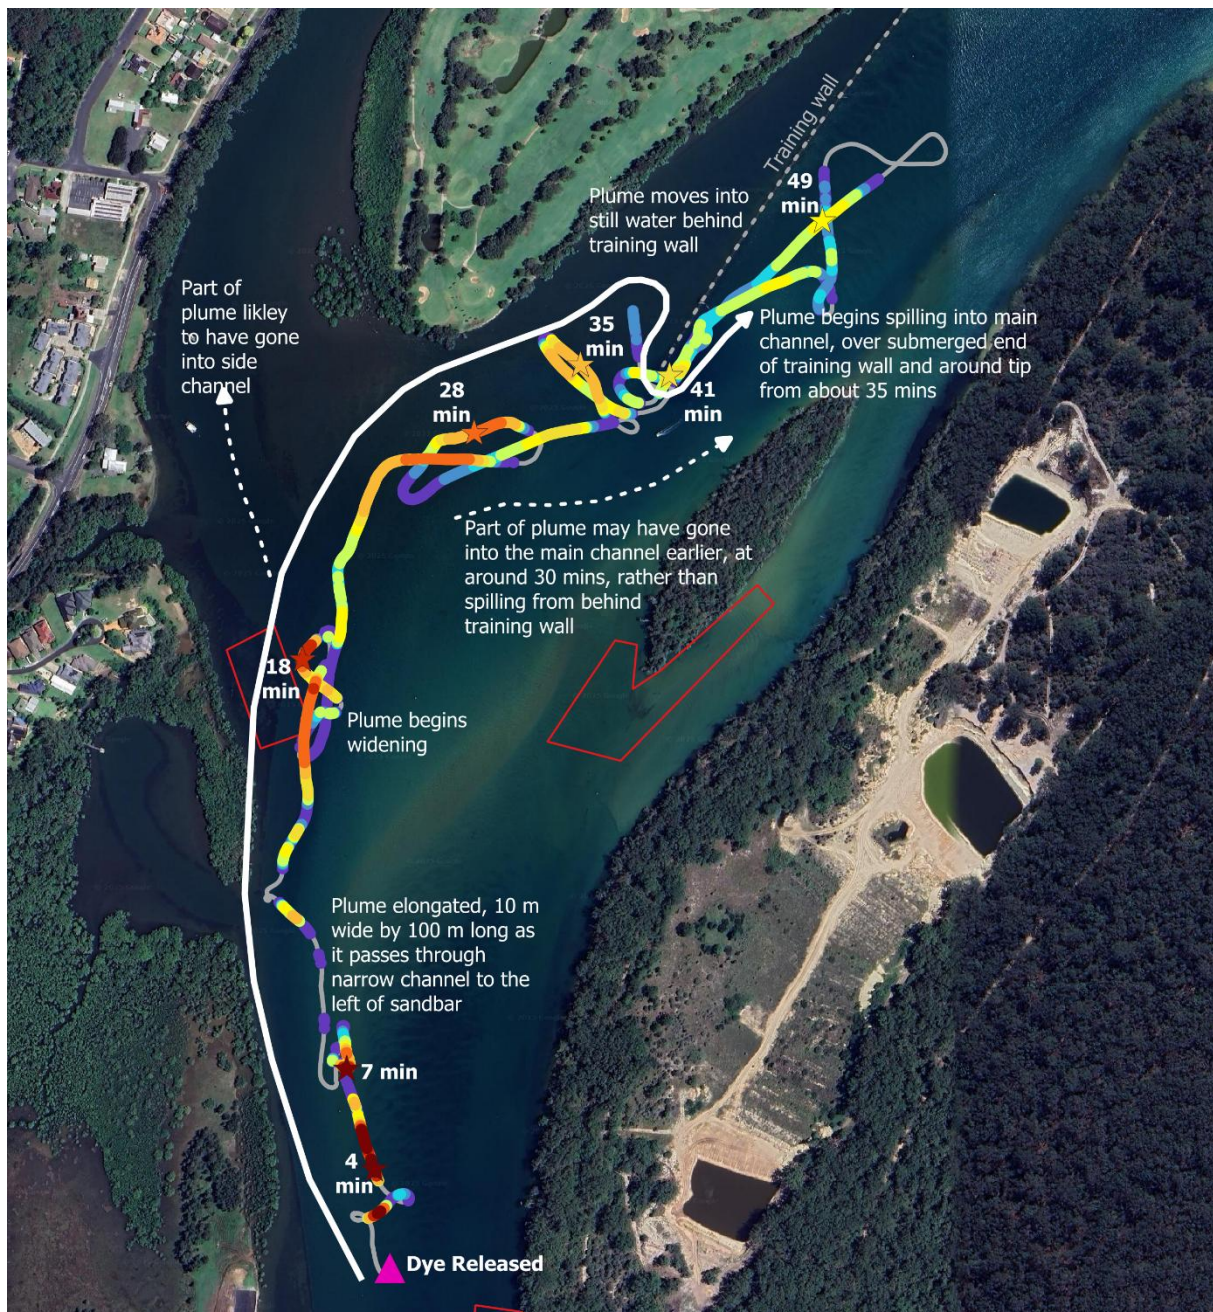 Training wall
49
min
Plume moves into
still water behind
training wall
Part of
plume likley
to have gone
into side
channel
35
min
Plume begins spilling into main
channel, over submerged end
of training wall and around tip
from about 35 mins
28
min
41
min
Part of plume may have gone
into the main channel earlier, at
around 30 mins, rather than
spilling from behind
training wall
18
min
Plume begins
widening
Plume elongated, 10 m
wide by 100 m long as
it passes through
narrow channel to the
left of sandbar
7 min
4
min
Dye Released